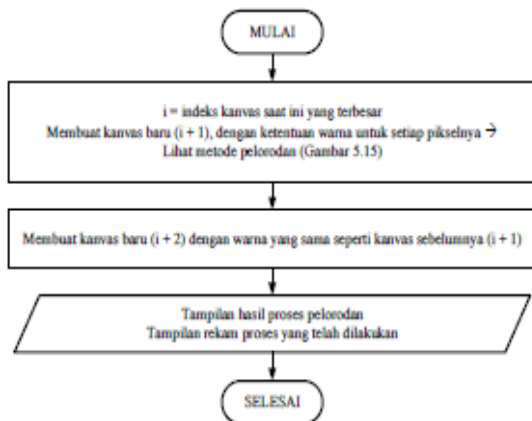 MULAI
i = indeks kanvas saat ini yang terbesar
Membuat kanvas baru (i + 1), dengan ketentuan warna untuk setiap pikselnya →
Lihat metode pelorodan (Gambar 5.15)
Membuat kanvas baru (i + 2) dengan warna yang sama seperti kanvas sebelumnya (i + 1)
Tampilan hasil proses pelorodan
Tampilan rekam proses yang telah dilakukan
SELESAI